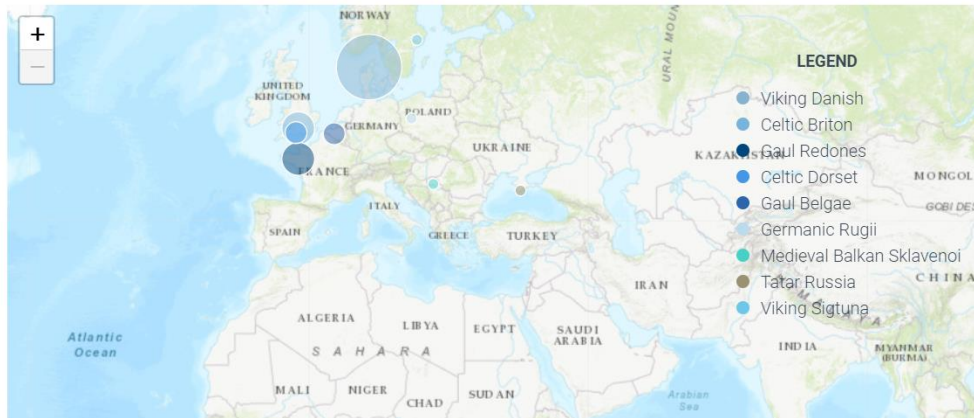 +
−
NORWAY
UNITED
KINGDOM
POLAND
GERMANY
UKRAINE
FRANCE
ITALY
SPAIN
GREECE
TURKEY
KAZAKHSTAN
MONGOL
GOBI DES
URAL MOUN
IRAN
CHINA
HIMALAYA
ALGERIA
LIBYA
EGYPT
SAUDI
ARABIA
INDIA
MYANMAR
(BURMA)
SAHARA
MALI
NIGER
CHAD
SUDAN
Atlantic
Ocean
Arabian
Sea
LEGEND
Viking Danish
Celtic Briton
Gaul Redones
Celtic Dorset
Gaul Belgae
Germanic Rugii
Medieval Balkan Sklavenoi
Tatar Russia
Viking Sigtuna